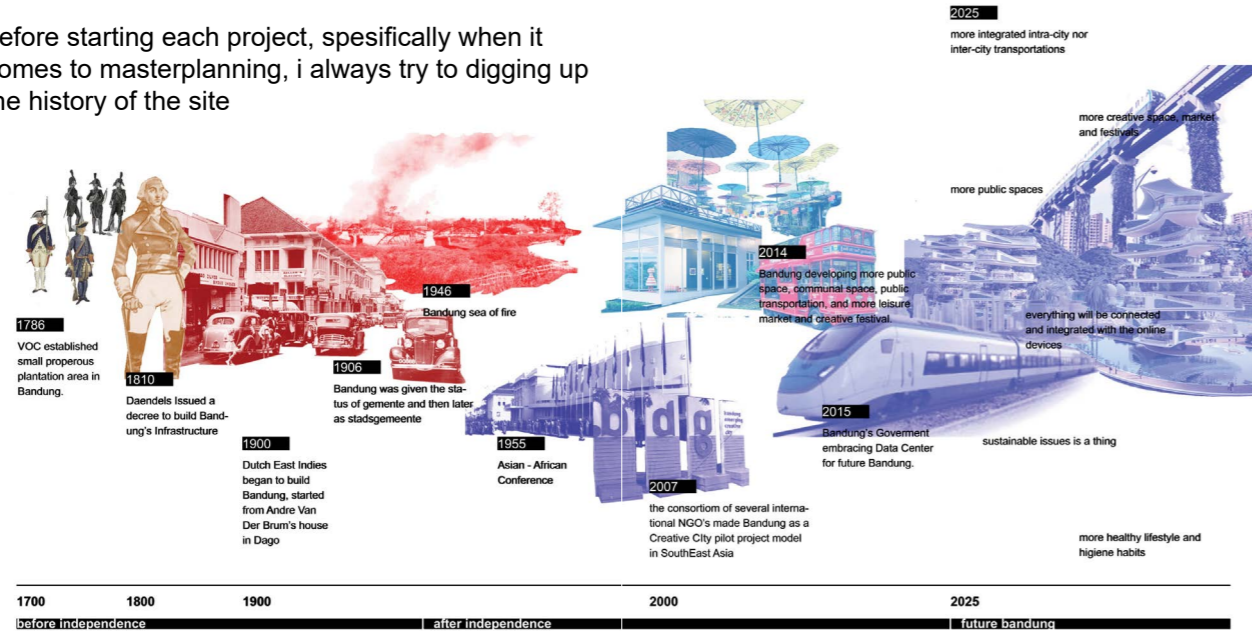 efore starting each project, spesifically when it
omes to masterplanning, i always try to digging up
he history of the site
1786
VOC established
small properous
plantation area in
Bandung.
1810
Daendels Issued a
decree to build Band-
ung's Infrastructure
1900
Dutch East Indies
began to build
Bandung, started
from Andre Van
Der Brum's house
in Dago
1906
Bandung was given the sta-
tus of gemente and then later
as stadsgemeente
1946
Bandung sea of fire
1955
Asian - African
Conference
bdg
bandung
emerging
creative
city
2007
the consortiom of several interna-
tional NGO's made Bandung as a
Creative CIty pilot project model
in SouthEast Asia
2014
Bandung developing more public
space, communal space, public
transportation, and more leisure
market and creative festival.
2015
Bandung's Goverment
embracing Data Center
for future Bandung.
2025
more integrated intra-city nor
inter-city transportations
more creative space, market
and festivals
more public spaces
everything will be connected
and integrated with the online
devices
sustainable issues is a thing
more healthy lifestyle and
higiene habits
1700 1800 1900 2000 2025
before independence after independence future bandung